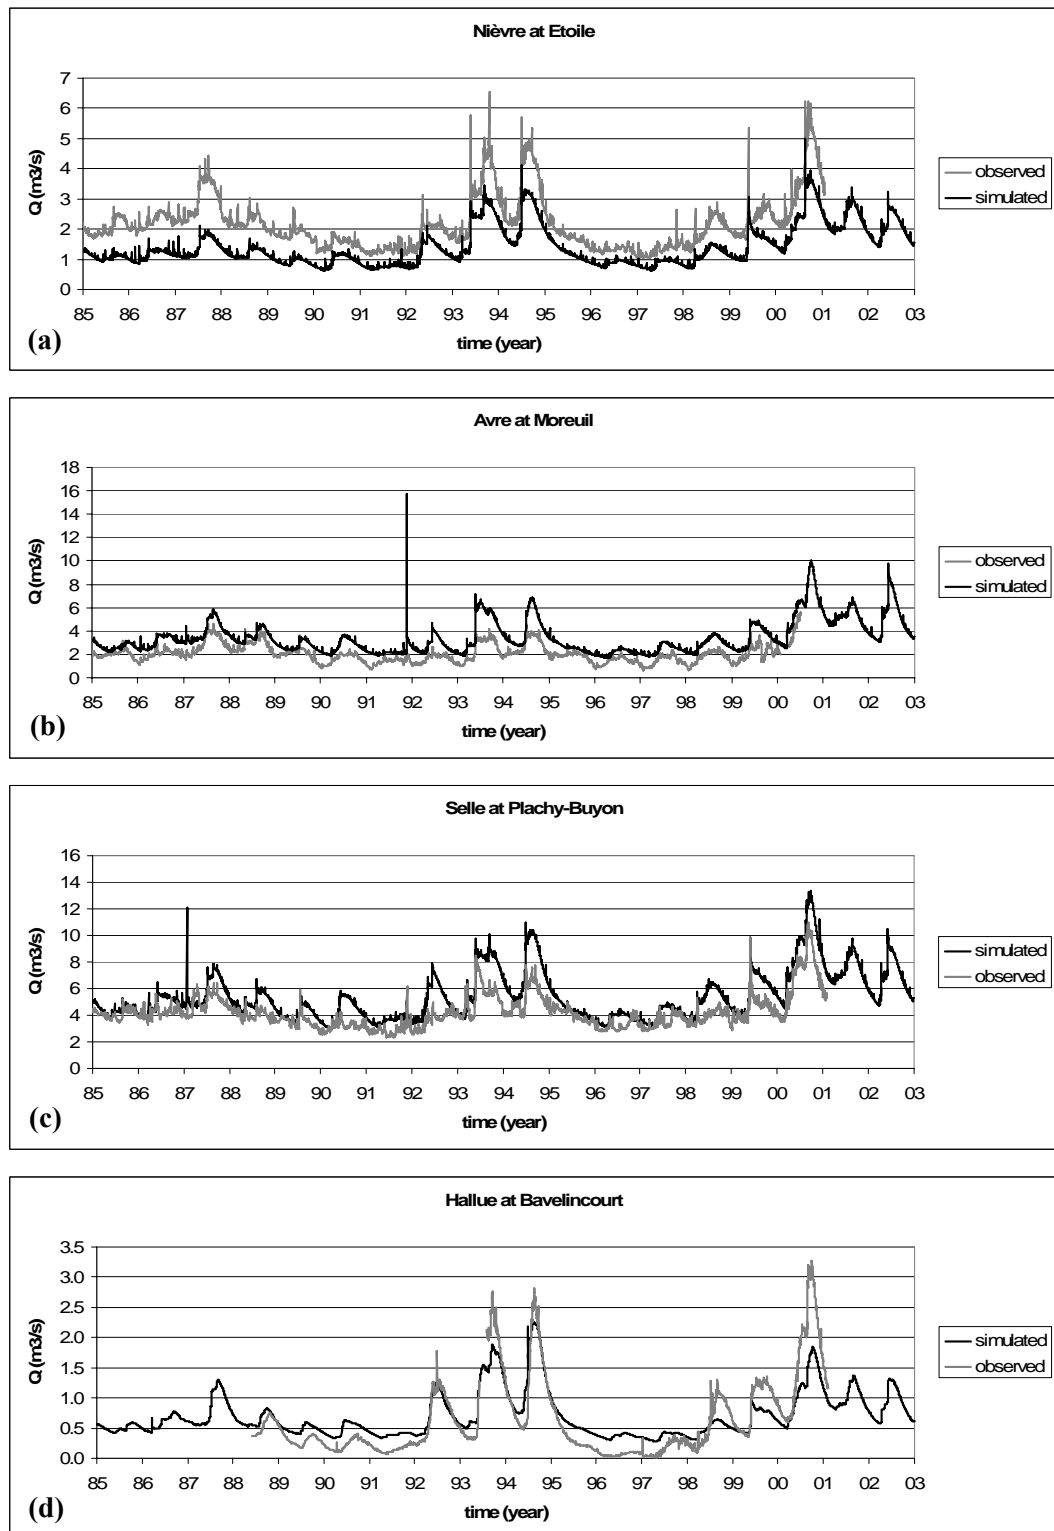 Nièvre at Etoile
7
6
5
4
3
2
1
0
Q (m3/s)
85 86 87 88 89 90 91 92 93 94 95 96 97 98 99 00 01 02 03
time (year)
observed
simulated
(a)
Avre at Moreuil
18
16
14
12
10
8
6
4
2
0
Q (m3/s)
85 86 87 88 89 90 91 92 93 94 95 96 97 98 99 00 01 02 03
time (year)
observed
simulated
(b)
Selle at Plachy-Buyon
16
14
12
10
8
6
4
2
0
Q (m3/s)
85 86 87 88 89 90 91 92 93 94 95 96 97 98 99 00 01 02 03
time (year)
simulated
observed
(c)
Hallue at Bavelincourt
3.5
3.0
2.5
2.0
1.5
1.0
0.5
0.0
Q (m3/s)
85 86 87 88 89 90 91 92 93 94 95 96 97 98 99 00 01 02 03
time (year)
simulated
observed
(d)